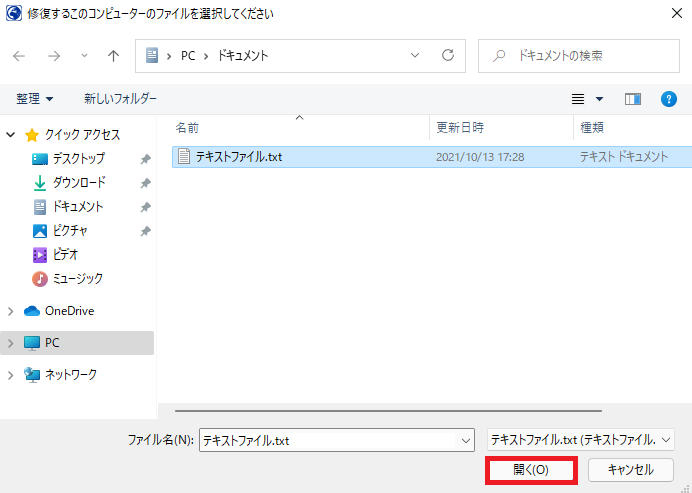 修復するこのコンピューターのファイルを選択してください
PC ドキュメント
ドキュメントの検索
整理 新しいフォルダー
名前 更新日時 種類
クイック アクセス
テキストファイル.txt 2021/10/13 17:28 テキスト ドキュメント
デスクトップ
ダウンロード
ドキュメント
ピクチャ
ビデオ
ミュージック
OneDrive
PC
ネットワーク
ファイル名(N): テキストファイル.txt テキストファイル.txt (テキストファイル.
開く(O) キャンセル